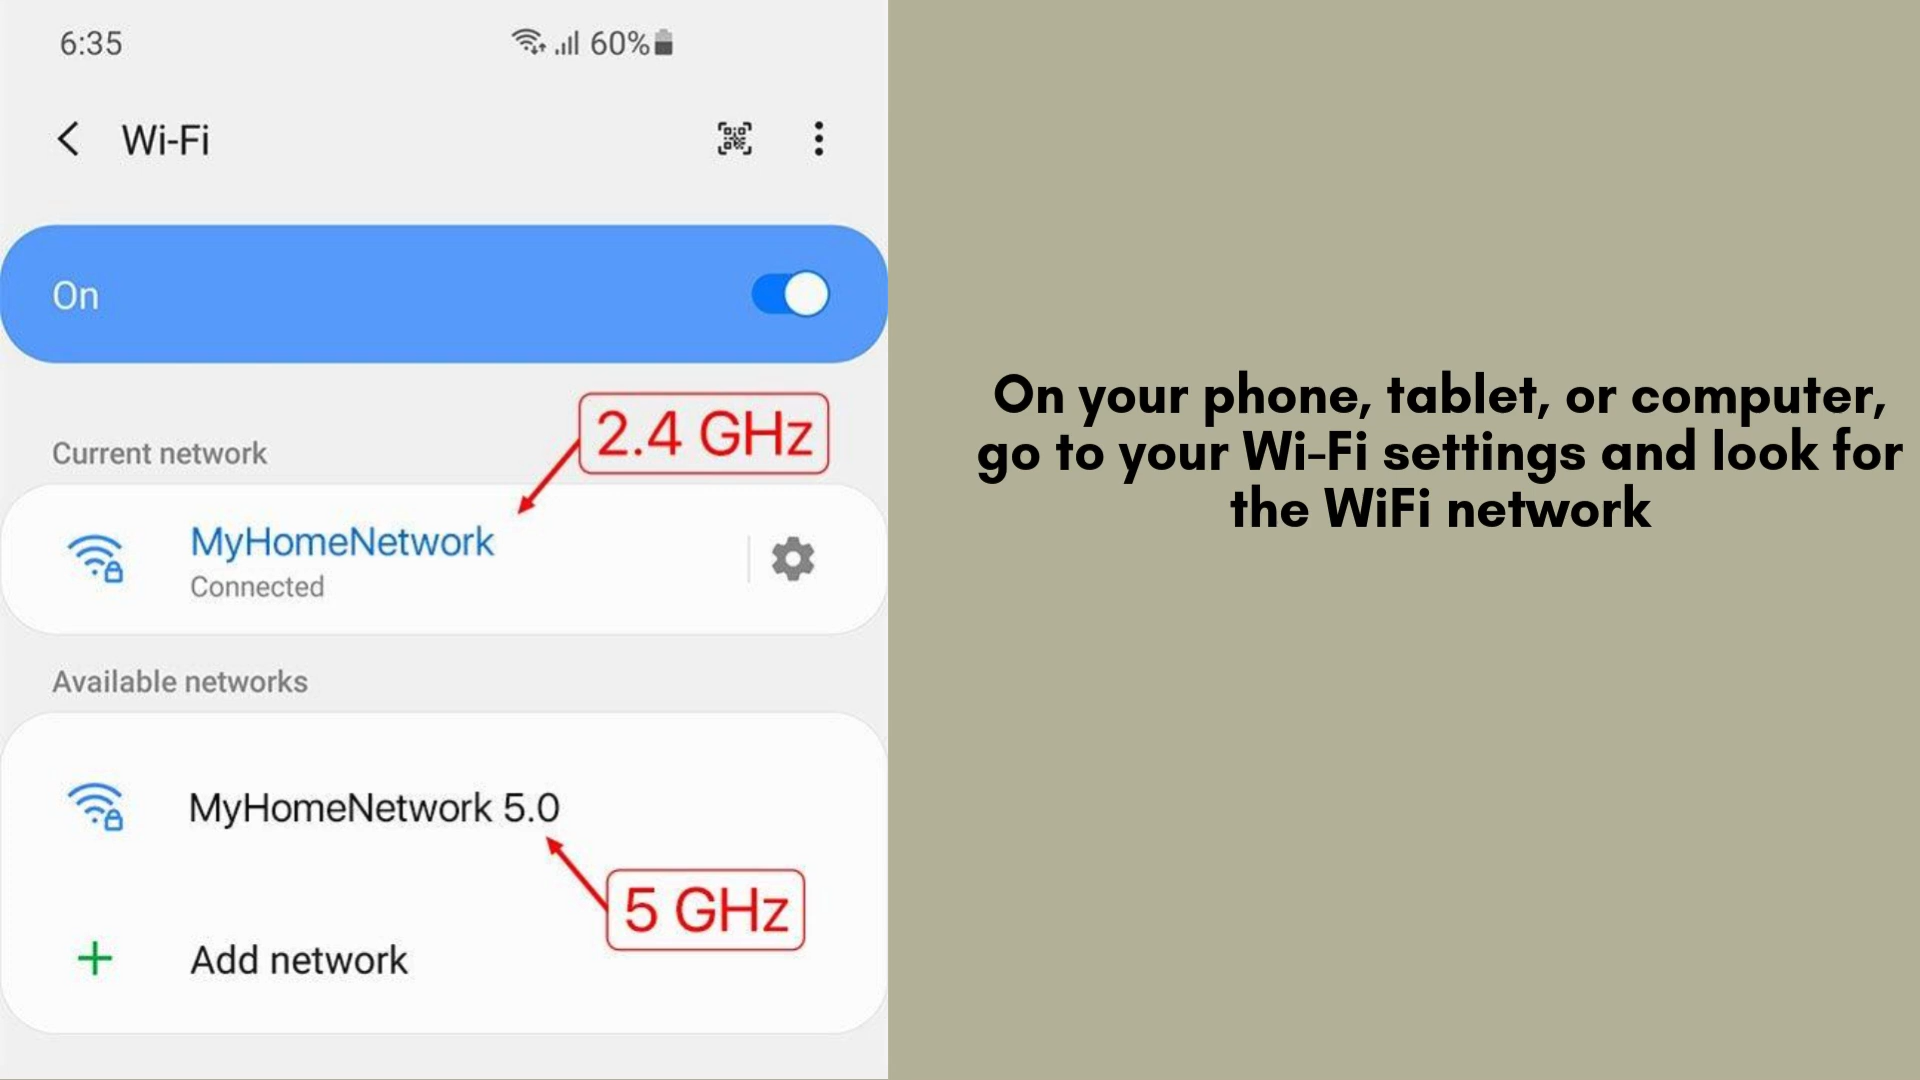 6:35
60%
Wi-Fi
On
2.4 GHz
Current network
MyHomeNetwork
Connected
Available networks
MyHomeNetwork 5.0
5 GHz
Add network
On your phone, tablet, or computer,
go to your Wi-Fi settings and look for
the WiFi network